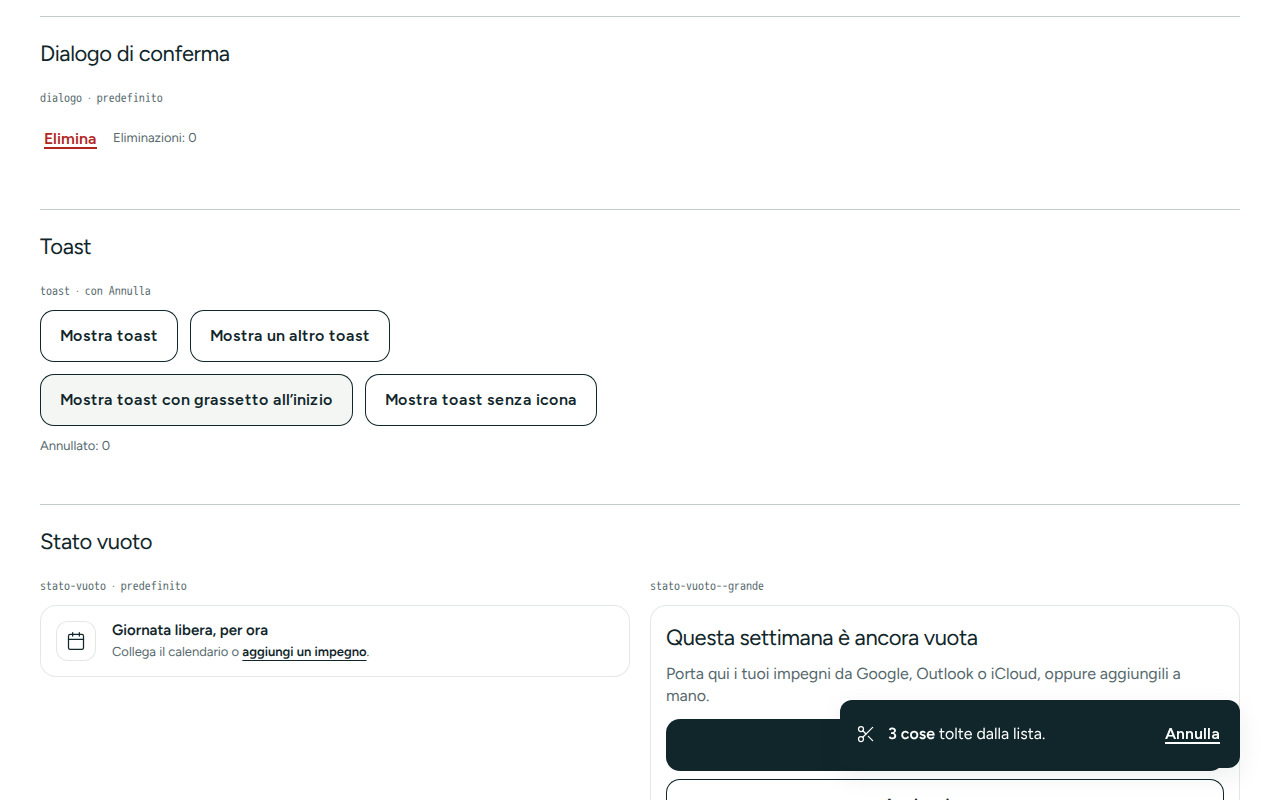 Dialogo di conferma
dialogo · predefinito
Elimina
Eliminazioni: 0
Toast
toast · con Annulla
Mostra toast
Mostra un altro toast
Mostra toast con grassetto all’inizio
Mostra toast senza icona
Annullato: 0
Stato vuoto
stato-vuoto · predefinito
Giornata libera, per ora
Collega il calendario o aggiungi un impegno.
stato-vuoto--grande
Questa settimana è ancora vuota
Porta qui i tuoi impegni da Google, Outlook o iCloud, oppure aggiungili a
mano.
3 cose tolte dalla lista.
Annulla